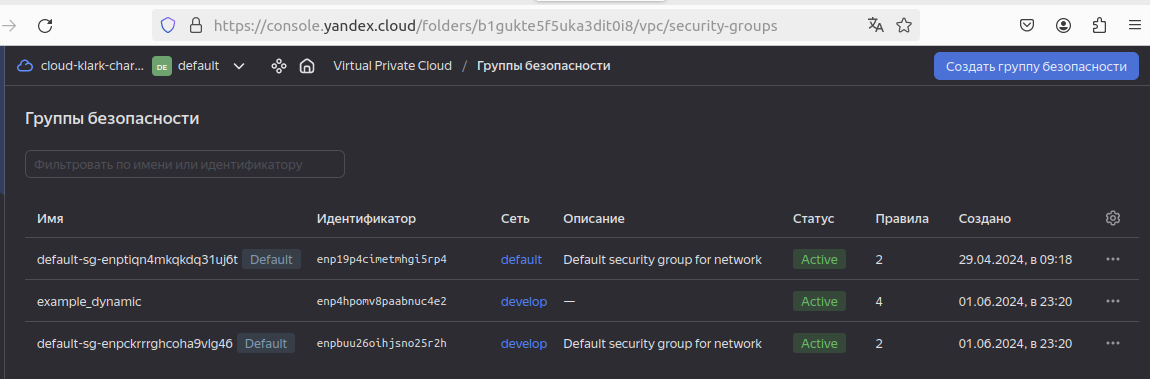 https://console.yandex.cloud/folders/b1gukte5f5uka3dit0i8/vpc/security-groups
cloud-klark-char... DE default Virtual Private Cloud / Группы безопасности Создать группу безопасности
Группы безопасности
Фильтровать по имени или идентификатору
Имя Идентификатор Сеть Описание Статус Правила Создано
default-sg-enptiqn4mkqkdq31uj6t Default enp19p4cimetmhgi5rp4 default Default security group for network Active 2 29.04.2024, в 09:18
example_dynamic enp4hpomv8paabnuc4e2 develop — Active 4 01.06.2024, в 23:20
default-sg-enpckrrrghcoha9vlg46 Default enpbuu26oihjsno25r2h develop Default security group for network Active 2 01.06.2024, в 23:20